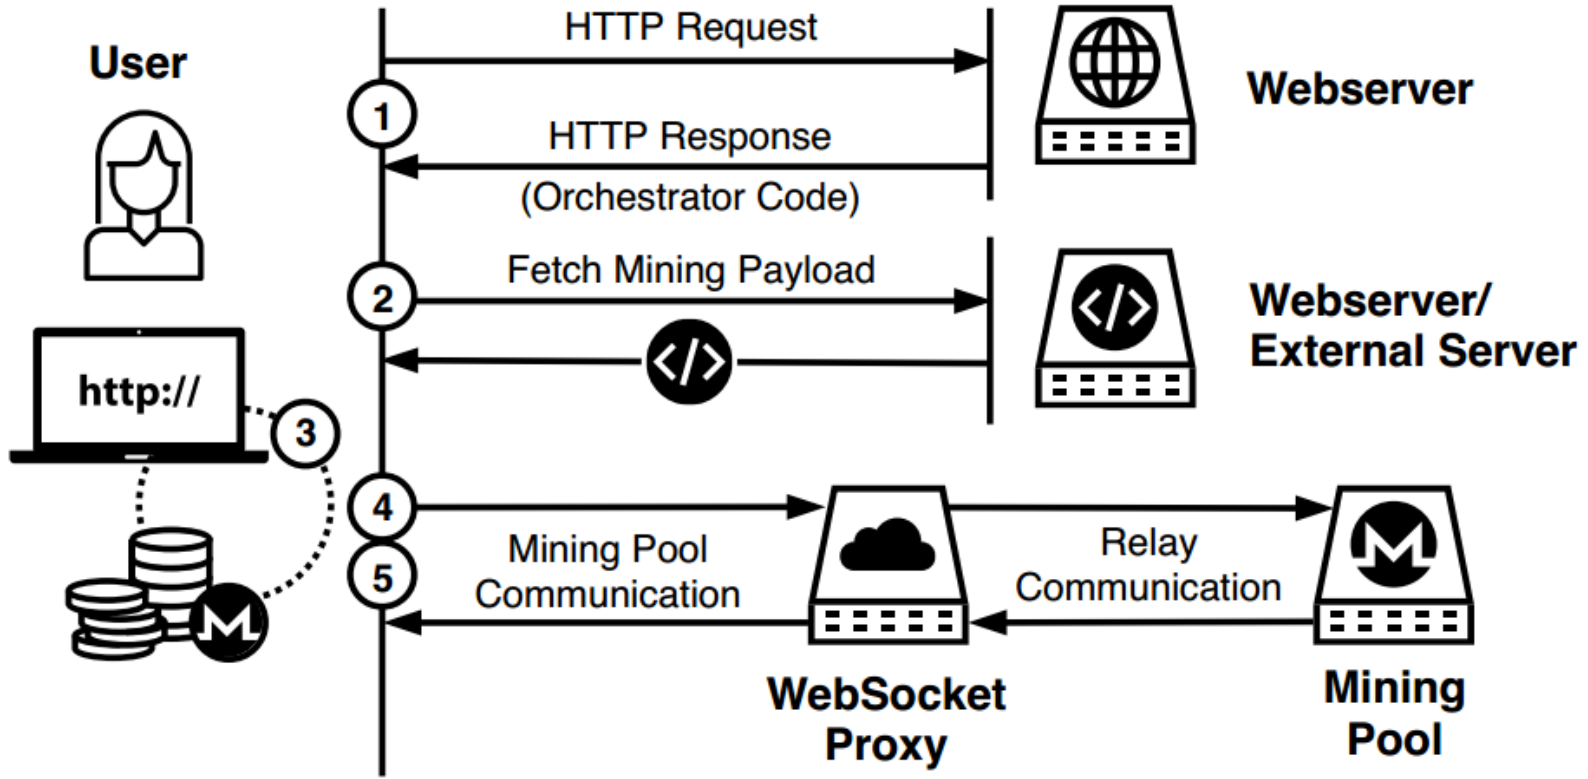 HTTP Request
User
Webserver
1
HTTP Response
(Orchestrator Code)
Fetch Mining Payload
2
</>
Webserver/
External Server
</>
http://
3
4
Mining Pool
Communication
Relay
Communication
5
WebSocket
Proxy
Mining
Pool